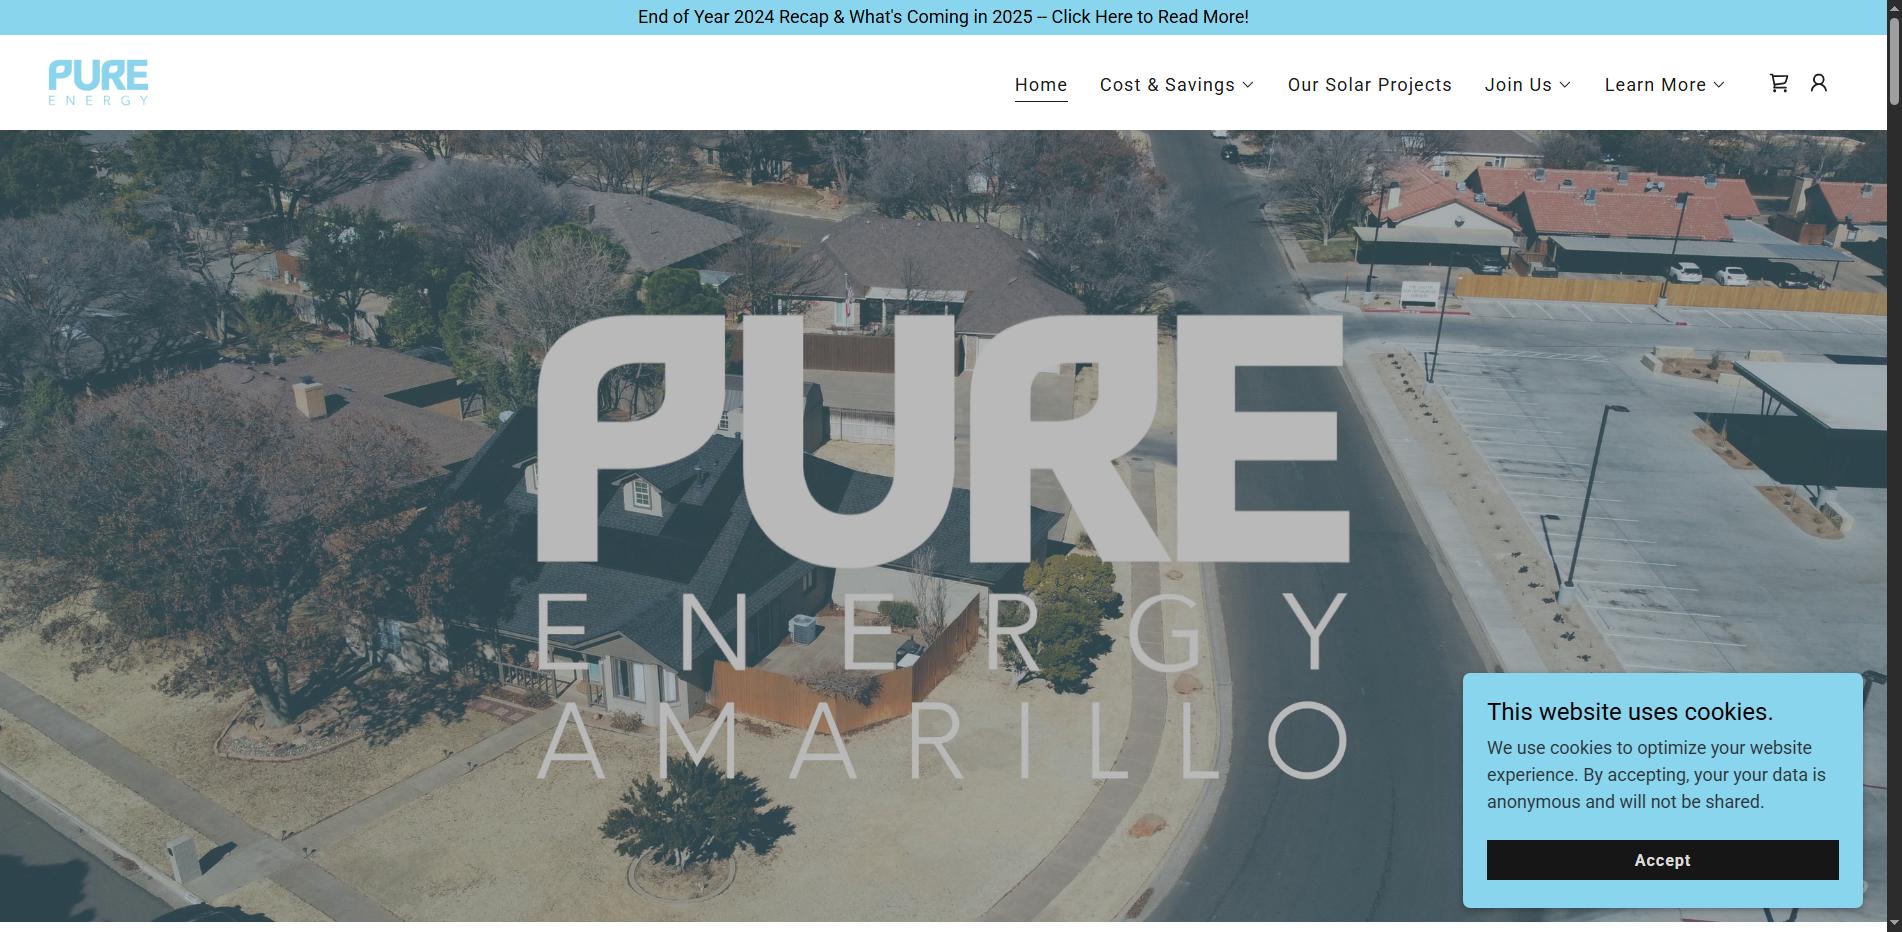 End of Year 2024 Recap & What's Coming in 2025 -- Click Here to Read More!
PURE
ENERGY
Home
Cost & Savings
Our Solar Projects
Join Us
Learn More
PURE
ENERGY
AMARILLO
This website uses cookies.
We use cookies to optimize your website
experience. By accepting, your your data is
anonymous and will not be shared.
Accept